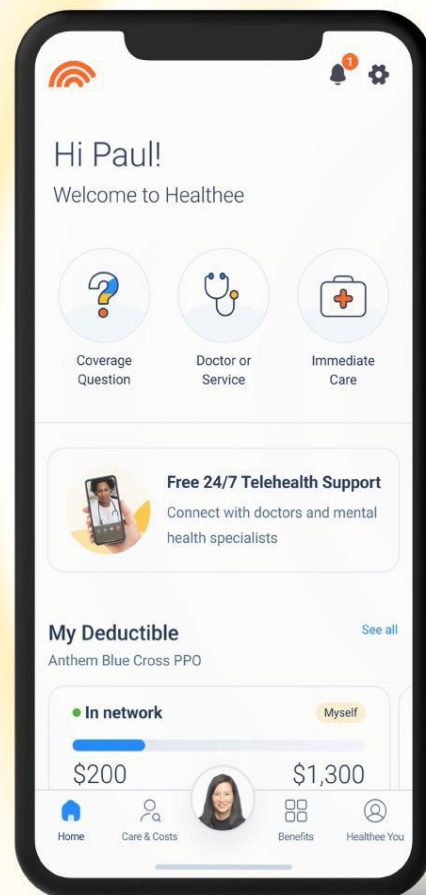 1
Hi Paul!
Welcome to Healthee
Coverage
Question
Doctor or
Service
Immediate
Care
Free 24/7 Telehealth Support
Connect with doctors and mental
health specialists
My Deductible
See all
Anthem Blue Cross PPO
In network
Myself
$200
$1,300
Home
Care & Costs
Benefits
Healthee You